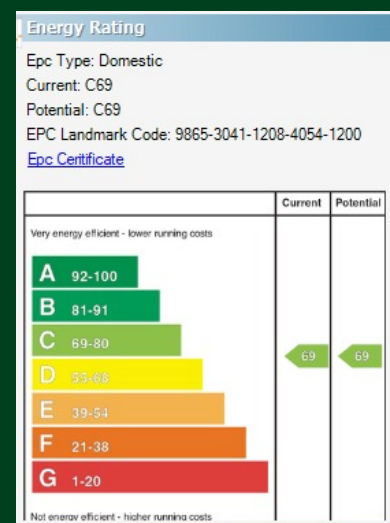 Energy Rating
Epc Type: Domestic
Current: C69
Potential: C69
EPC Landmark Code: 9865-3041-1208-4054-1200
Epc Ceritificate
Current Potential
Very energy efficient - lower running costs
A 92-100
B 81-91
C 69-80
69 69
D 55-68
E 39-54
F 21-38
G 1-20
Not energy efficient - higher running costs